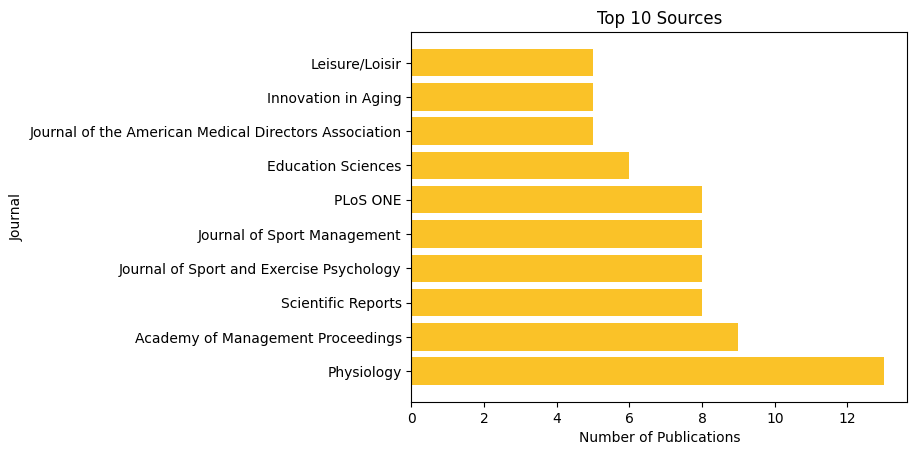 Top 10 Sources
Journal
Leisure/Loisir
Innovation in Aging
Journal of the American Medical Directors Association
Education Sciences
PLoS ONE
Journal of Sport Management
Journal of Sport and Exercise Psychology
Scientific Reports
Academy of Management Proceedings
Physiology
0 2 4 6 8 10 12
Number of Publications